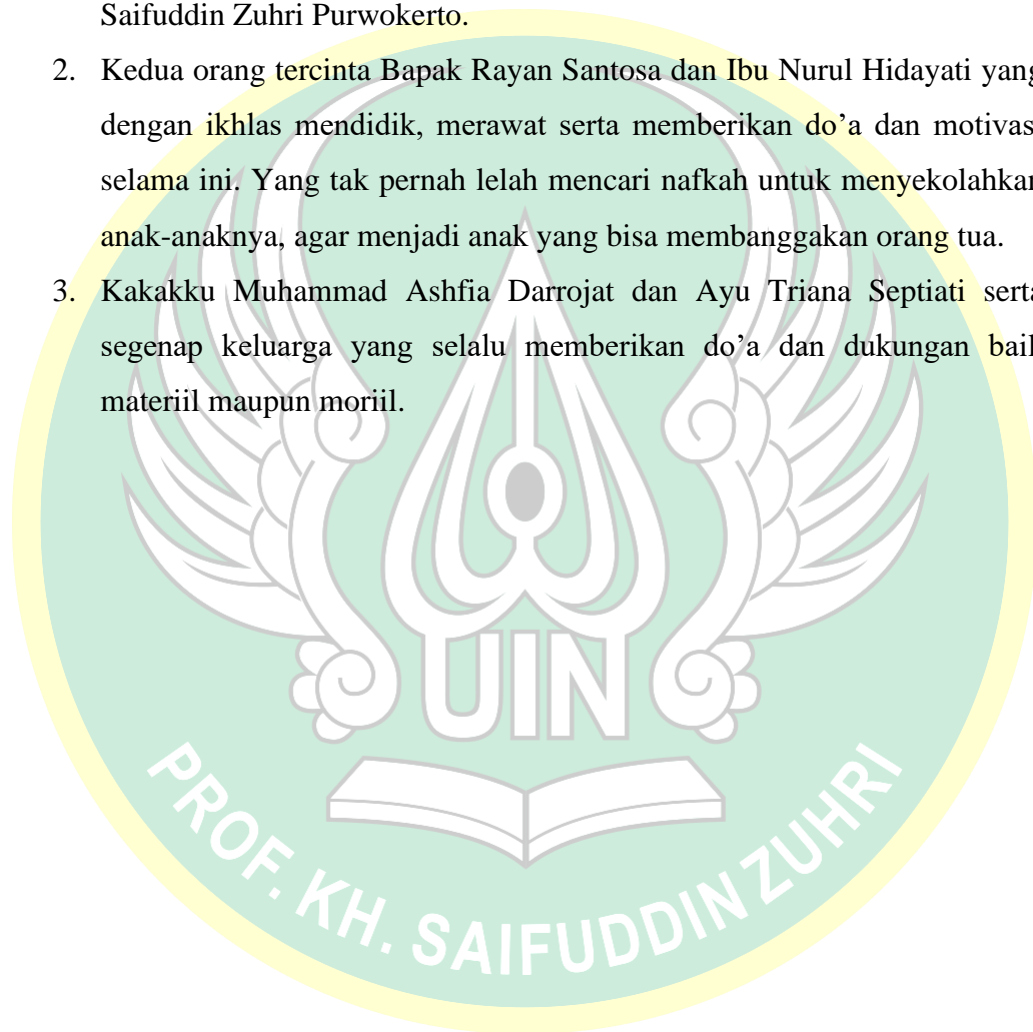 Saifuddin Zuhri Purwokerto.
2. Kedua orang tercinta Bapak Rayan Santosa dan Ibu Nurul Hidayati yang
dengan ikhlas mendidik, merawat serta memberikan do’a dan motivas
selama ini. Yang tak pernah lelah mencari nafkah untuk menyekolahkan
anak-anaknya, agar menjadi anak yang bisa membanggakan orang tua.
3. Kakakku Muhammad Ashfia Darrojat dan Ayu Triana Septiati serta
segenap keluarga yang selalu memberikan do’a dan dukungan baik
materiil maupun moriil.
UIN
PROF. KH. SAIFUDDIN ZUHRI